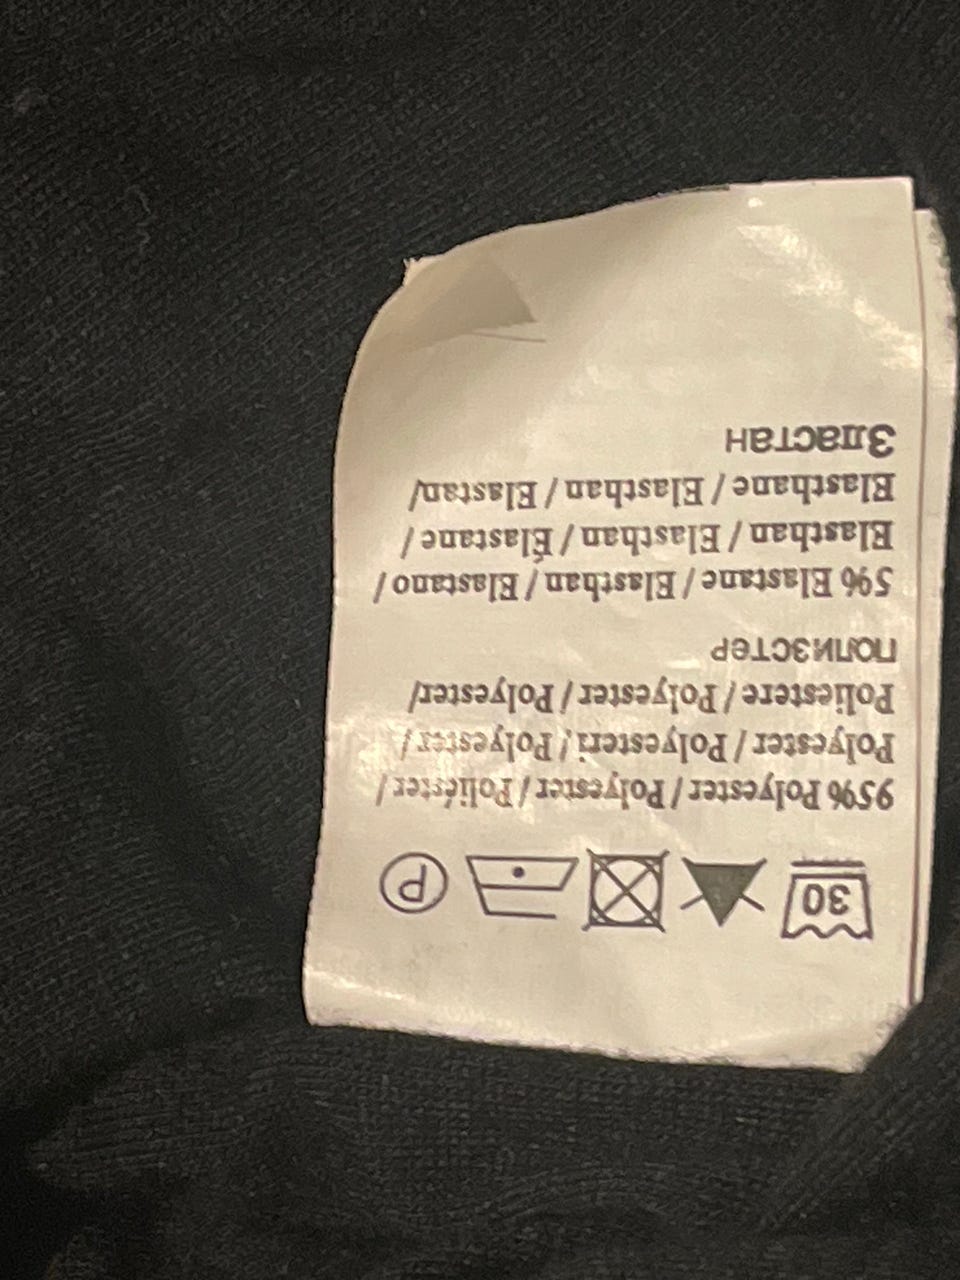 30 P
95% Polyester / Polyester / Poliéster /
Polyester / Polyesteri / Polyester /
Poliestere / Polyester / Polyester/
полиэстер
5% Elastane / Elasthan / Elastano /
Elasthan / Elasthan / Élastane /
Elasthane / Elasthan / Elastan/
Эластан